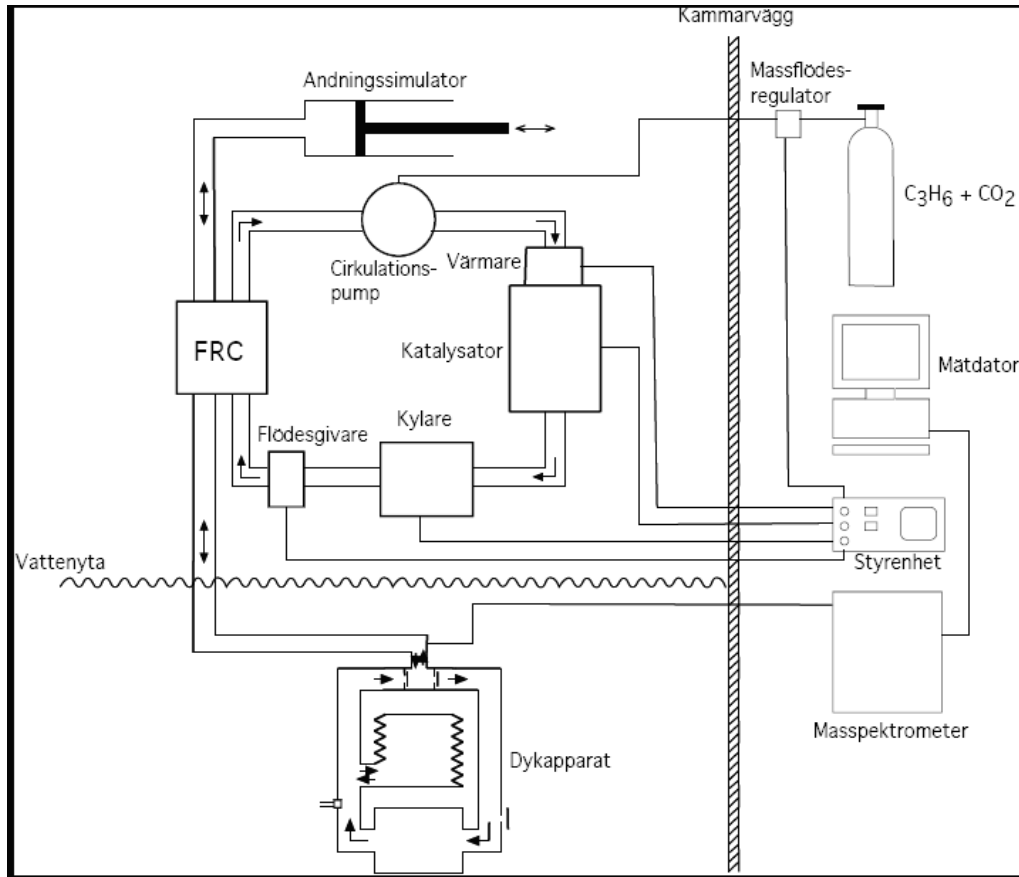 Kammarvägg
Andningssimulator
Massflödes-
regulator
C3H6 + CO2
Cirkulations-
pump
Värmare
FRC
Katalysator
Mätdator
Flödesgivare
Kylare
Vattenyta
Styrenhet
Dykapparat
Masspektrometer